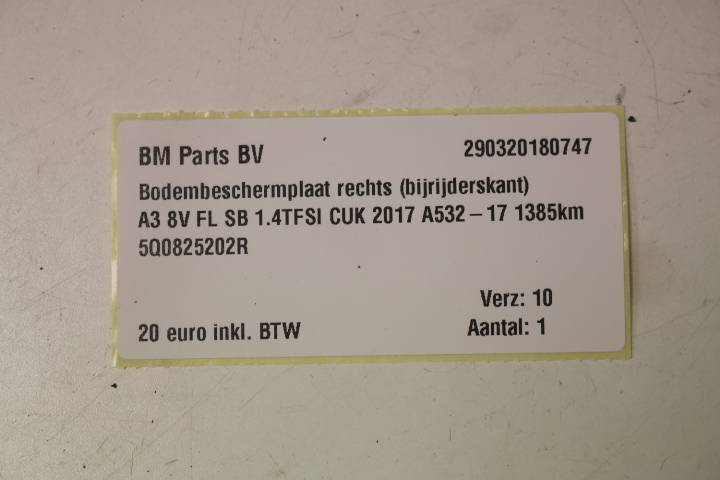 BM Parts BV 290320180747
Bodembeschermplaat rechts (bijrijderskant)
A3 8V FL SB 1.4TFSI CUK 2017 A532-17 1385km
5Q0825202R
Verz: 10
20 euro inkl. BTW Aantal: 1